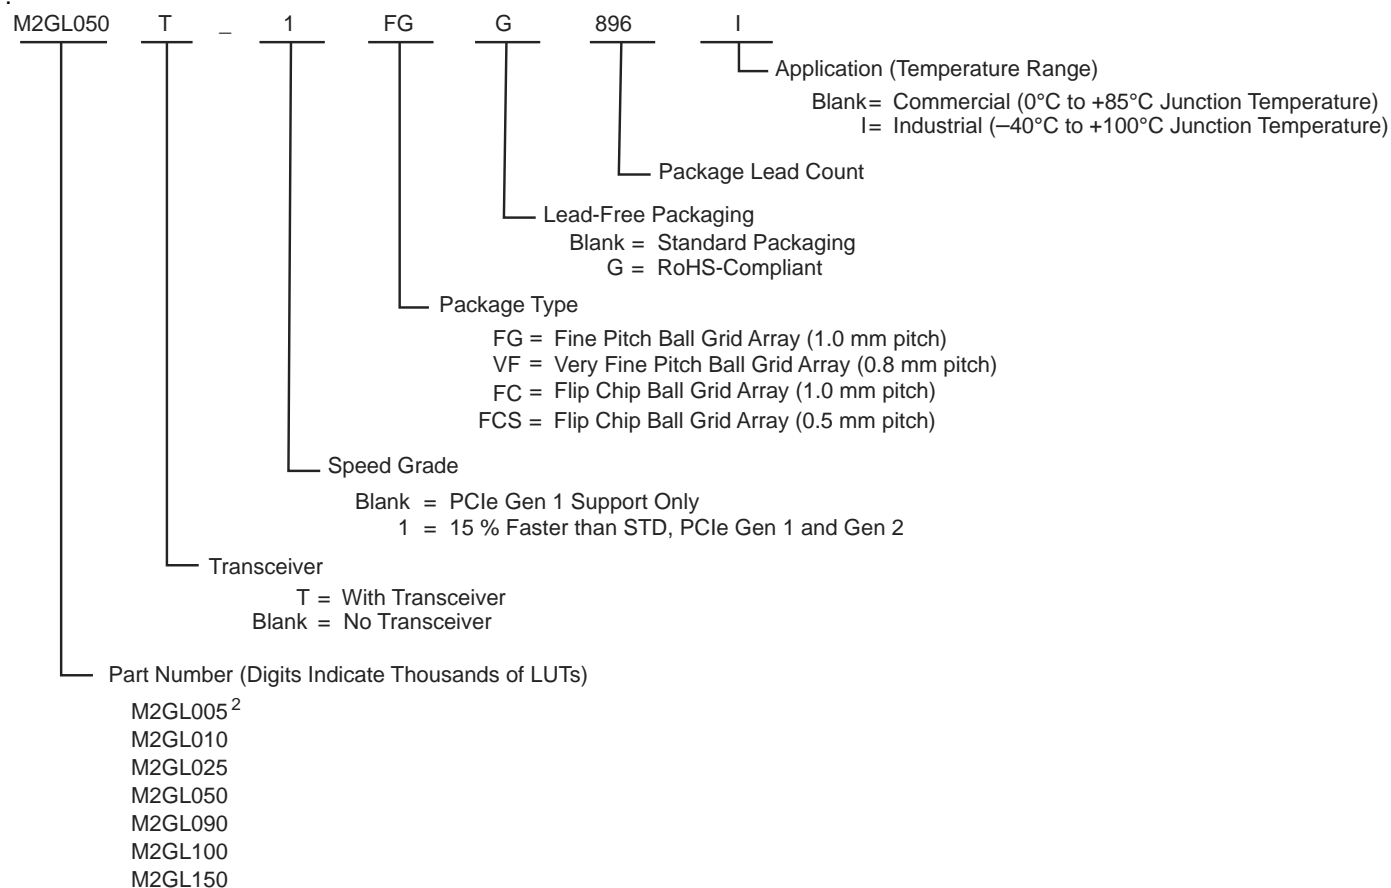 .
M2GL050 T _ 1 FG G 896 I
Application (Temperature Range)
Blank= Commercial (0°C to +85°C Junction Temperature)
I= Industrial (–40°C to +100°C Junction Temperature)
Package Lead Count
Lead-Free Packaging
Blank = Standard Packaging
G = RoHS-Compliant
Package Type
FG = Fine Pitch Ball Grid Array (1.0 mm pitch)
VF = Very Fine Pitch Ball Grid Array (0.8 mm pitch)
FC = Flip Chip Ball Grid Array (1.0 mm pitch)
FCS = Flip Chip Ball Grid Array (0.5 mm pitch)
Speed Grade
Blank = PCIe Gen 1 Support Only
1 = 15 % Faster than STD, PCIe Gen 1 and Gen 2
Transceiver
T = With Transceiver
Blank = No Transceiver
Part Number (Digits Indicate Thousands of LUTs)
M2GL005 2
M2GL010
M2GL025
M2GL050
M2GL090
M2GL100
M2GL150